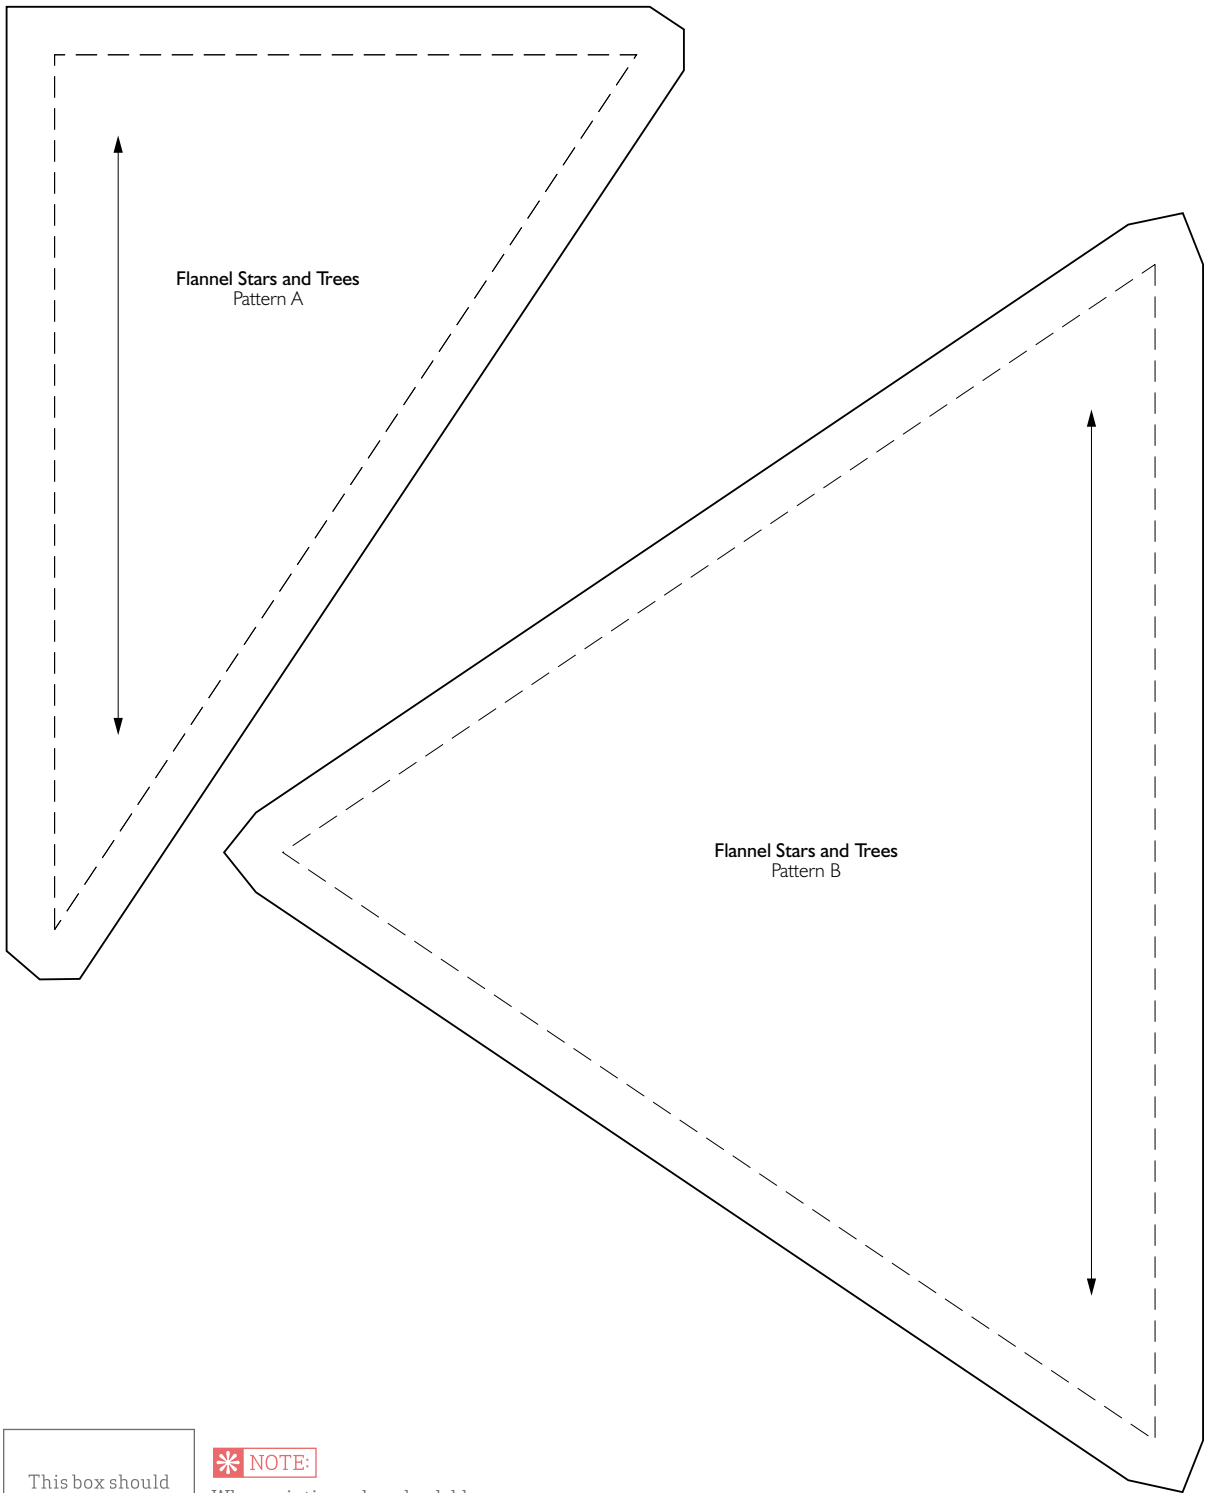 Flannel Stars and Trees
Pattern A
Flannel Stars and Trees
Pattern B
This box should
NOTE: